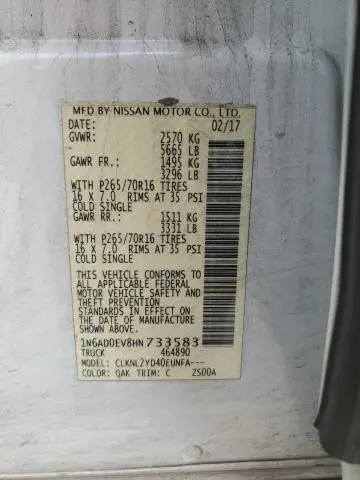 MFD BY NISSAN MOTOR CO., LTD.
DATE: 02/17
GVWR: 2570 KG
5665 LB
GAWR FR.: 1495 KG
3296 LB
WITH P265/70R16 TIRES
16 X 7.0 RIMS AT 35 PSI
COLD SINGLE
GAWR RR.: 1511 KG
3331 LB
WITH P265/70R16 TIRES
16 X 7.0 RIMS AT 35 PSI
COLD SINGLE
THIS VEHICLE CONFORMS TO
ALL APPLICABLE FEDERAL
MOTOR VEHICLE SAFETY
STANDARDS IN EFFECT ON
THE DATE OF MANUFACTURE
SHOWN ABOVE.
1N6AD0EV8HN733583
TRUCK 464890
MODEL: CLKNL2YD40EUNFA---
COLOR: QAK TRIM: C ZS00A